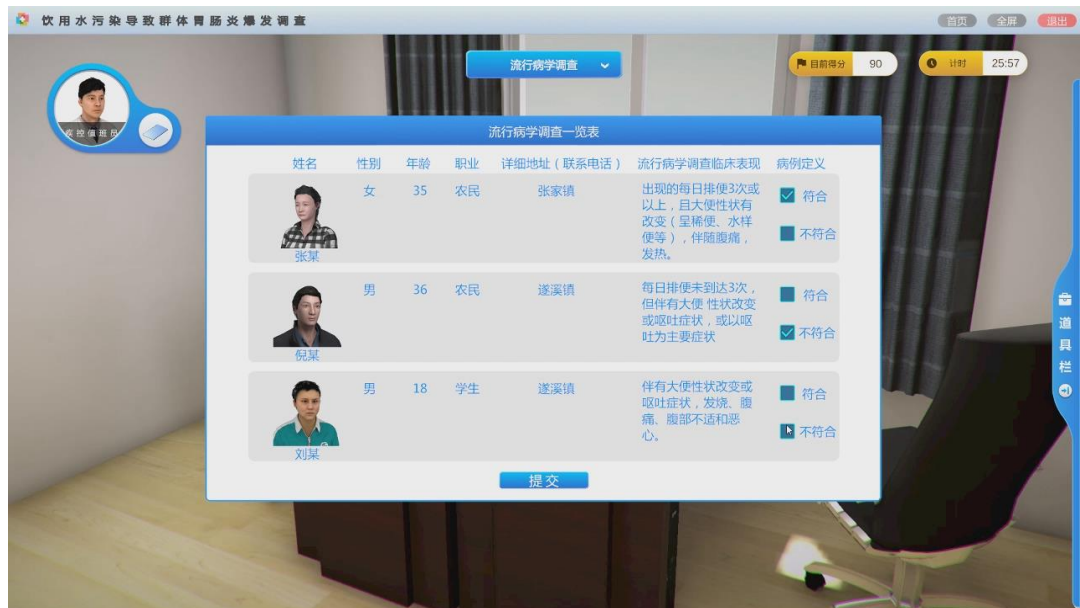 饮用水污染导致群体胃肠炎爆发调查
首页
全屏
退出
流行病学调查
目前得分
90
计时
25:57
疾控值班员
流行病学调查一览表
姓名 性别 年龄 职业 详细地址（联系电话） 流行病学调查临床表现 病例定义
张某
女 35 农民 张家镇
出现的每日排便3次或
以上，且大便性状有
改变（呈稀便、水样
便等），伴随腹痛，
发热。
符合
不符合
倪某
男 36 农民 遂溪镇
每日排便未到达3次，
但伴有大便 性状改变
或呕吐症状，或以呕
吐为主要症状
符合
不符合
刘某
男 18 学生 遂溪镇
伴有大便性状改变或
呕吐症状，发烧、腹
痛、腹部不适和恶
心。
符合
不符合
提交
道具栏